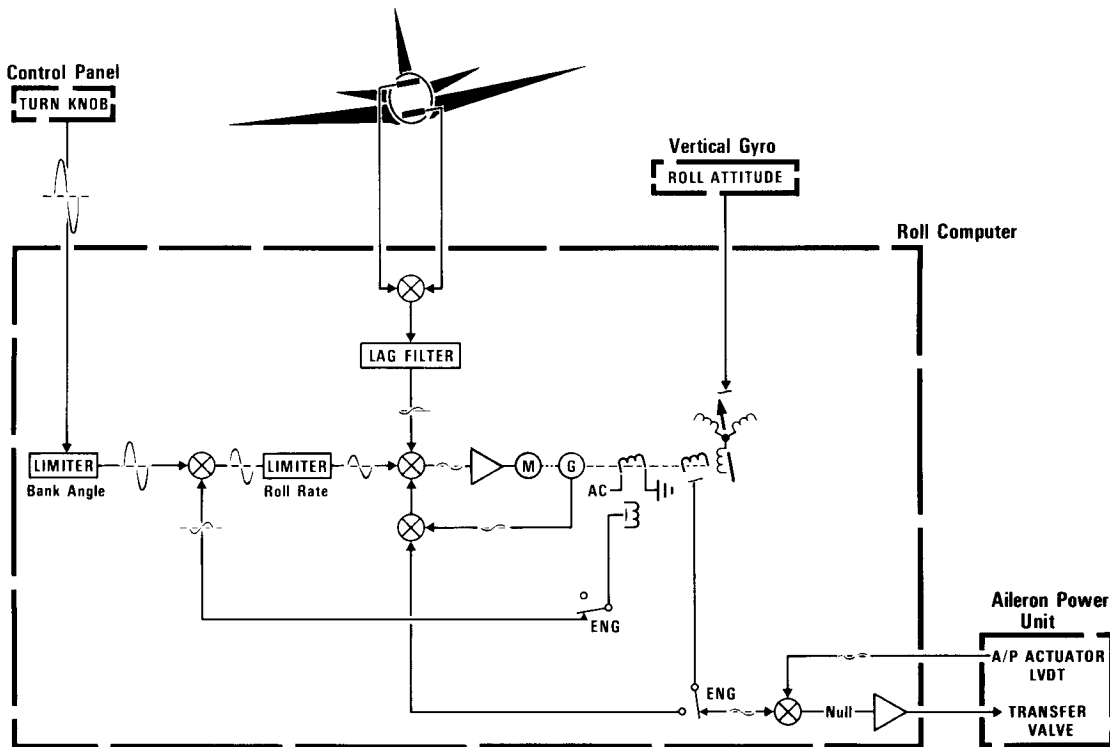 Control Panel
TURN KNOB
Vertical Gyro
ROLL ATTITUDE
Roll Computer
LAG FILTER
LIMITER
Bank Angle
LIMITER
Roll Rate
M
G
AC
ENG
Aileron Power
Unit
A/P ACTUATOR
LVDT
ENG
Null
TRANSFER
VALVE